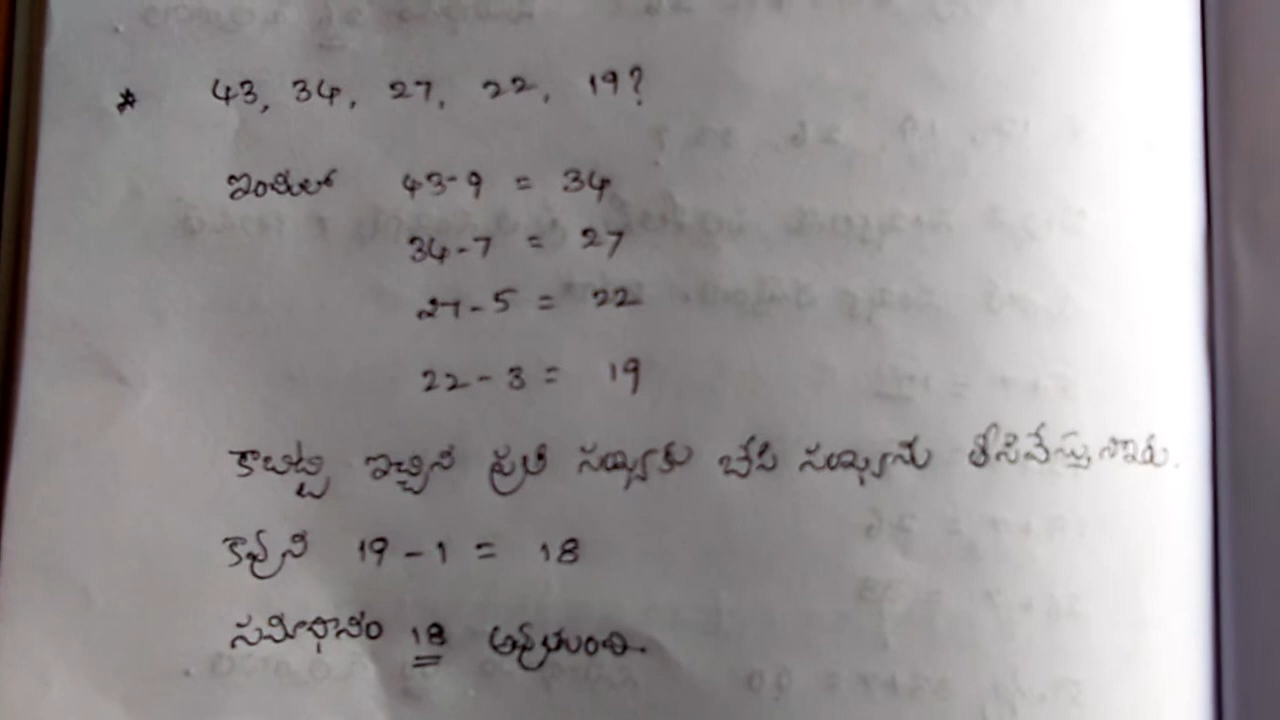 * 43, 34, 27, 22, 19?
ఇందులో 43-9 = 34
34-7 = 27
27-5 = 22
22-3 = 19
కాబట్టి ఇచ్చిన ప్రతి సంఖ్యకు బేసి సంఖ్యను తీసివేస్తున్నారు.
కావున 19-1 = 18
సమాధానం 18 అవుతుంది.